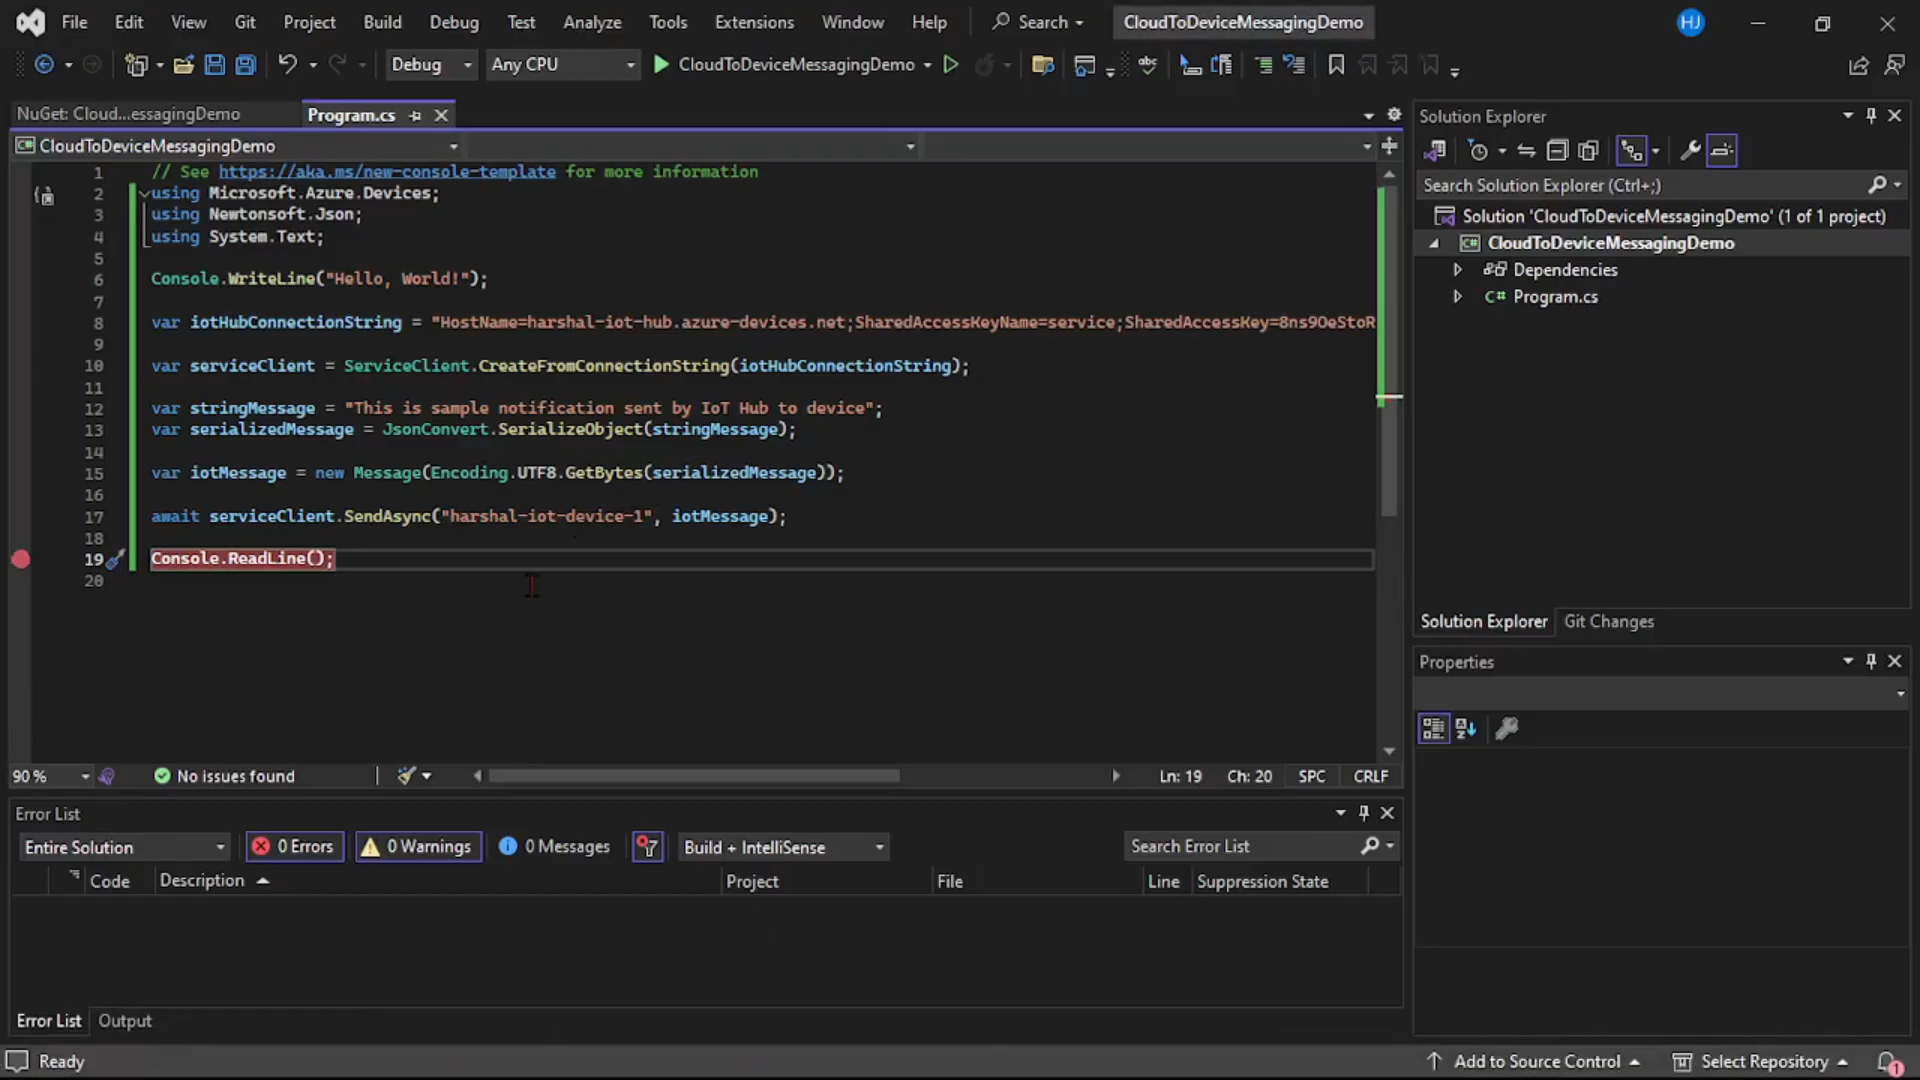 File Edit View Git Project Build Debug Test Analyze Tools Extensions Window Help Search CloudToDeviceMessagingDemo HJ
Debug Any CPU CloudToDeviceMessagingDemo
NuGet: Cloud...essagingDemo Program.cs
CloudToDeviceMessagingDemo
1 // See https://aka.ms/new-console-template for more information
2 using Microsoft.Azure.Devices;
3 using Newtonsoft.Json;
4 using System.Text;
5
6 Console.WriteLine("Hello, World!");
7
8 var iotHubConnectionString = "HostName=harshal-iot-hub.azure-devices.net;SharedAccessKeyName=service;SharedAccessKey=8ns9OeStoR
9
10 var serviceClient = ServiceClient.CreateFromConnectionString(iotHubConnectionString);
11
12 var stringMessage = "This is sample notification sent by IoT Hub to device";
13 var serializedMessage = JsonConvert.SerializeObject(stringMessage);
14
15 var iotMessage = new Message(Encoding.UTF8.GetBytes(serializedMessage));
16
17 await serviceClient.SendAsync("harshal-iot-device-1", iotMessage);
18
19 Console.ReadLine();
20
90 % No issues found Ln: 19 Ch: 20 SPC CRLF
Solution Explorer
Search Solution Explorer (Ctrl+;)
Solution 'CloudToDeviceMessagingDemo' (1 of 1 project)
C# CloudToDeviceMessagingDemo
Dependencies
C# Program.cs
Solution Explorer Git Changes
Properties
Error List
Entire Solution 0 Errors 0 Warnings 0 Messages Build + IntelliSense Search Error List
Code Description Project File Line Suppression State
Error List Output
Ready Add to Source Control Select Repository 1